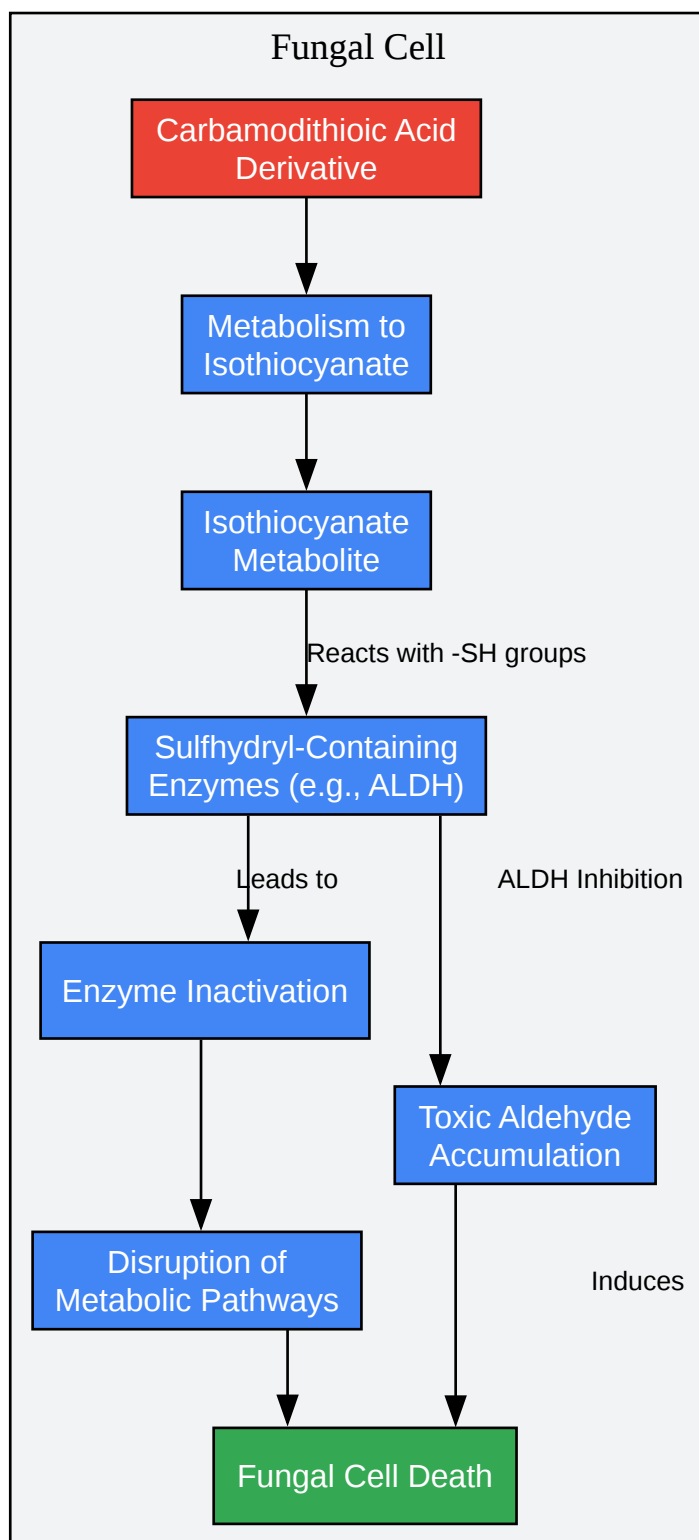 Fungal Cell
Carbamodithioic Acid
Derivative
Metabolism to
Isothiocyanate
Isothiocyanate
Metabolite
Reacts with -SH groups
Sulfhydryl-Containing
Enzymes (e.g., ALDH)
Leads to
ALDH Inhibition
Enzyme Inactivation
Toxic Aldehyde
Accumulation
Disruption of
Metabolic Pathways
Induces
Fungal Cell Death